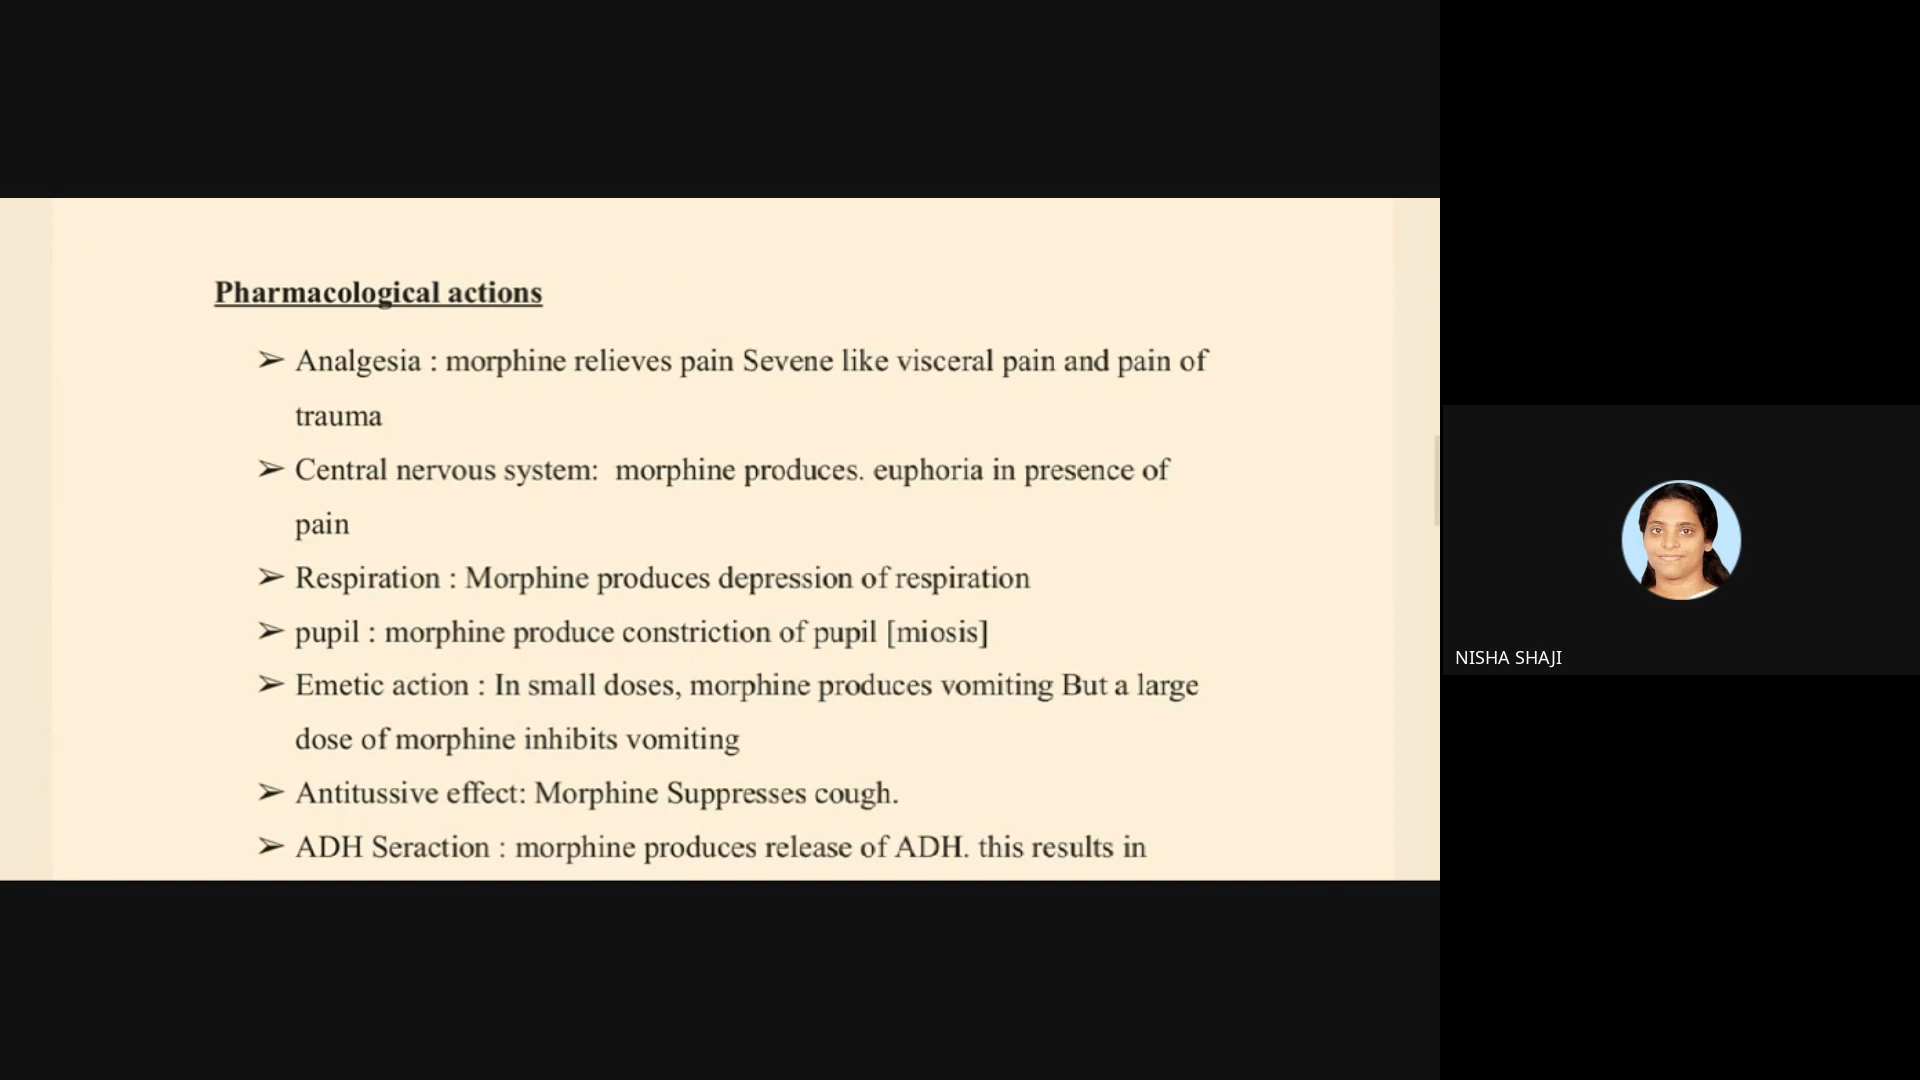 Pharmacological actions
➢ Analgesia : morphine relieves pain Sevene like visceral pain and pain of
trauma
➢ Central nervous system:  morphine produces. euphoria in presence of
pain
➢ Respiration : Morphine produces depression of respiration
➢ pupil : morphine produce constriction of pupil [miosis]
➢ Emetic action : In small doses, morphine produces vomiting But a large
dose of morphine inhibits vomiting
➢ Antitussive effect: Morphine Suppresses cough.
➢ ADH Seraction : morphine produces release of ADH. this results in
NISHA SHAJI